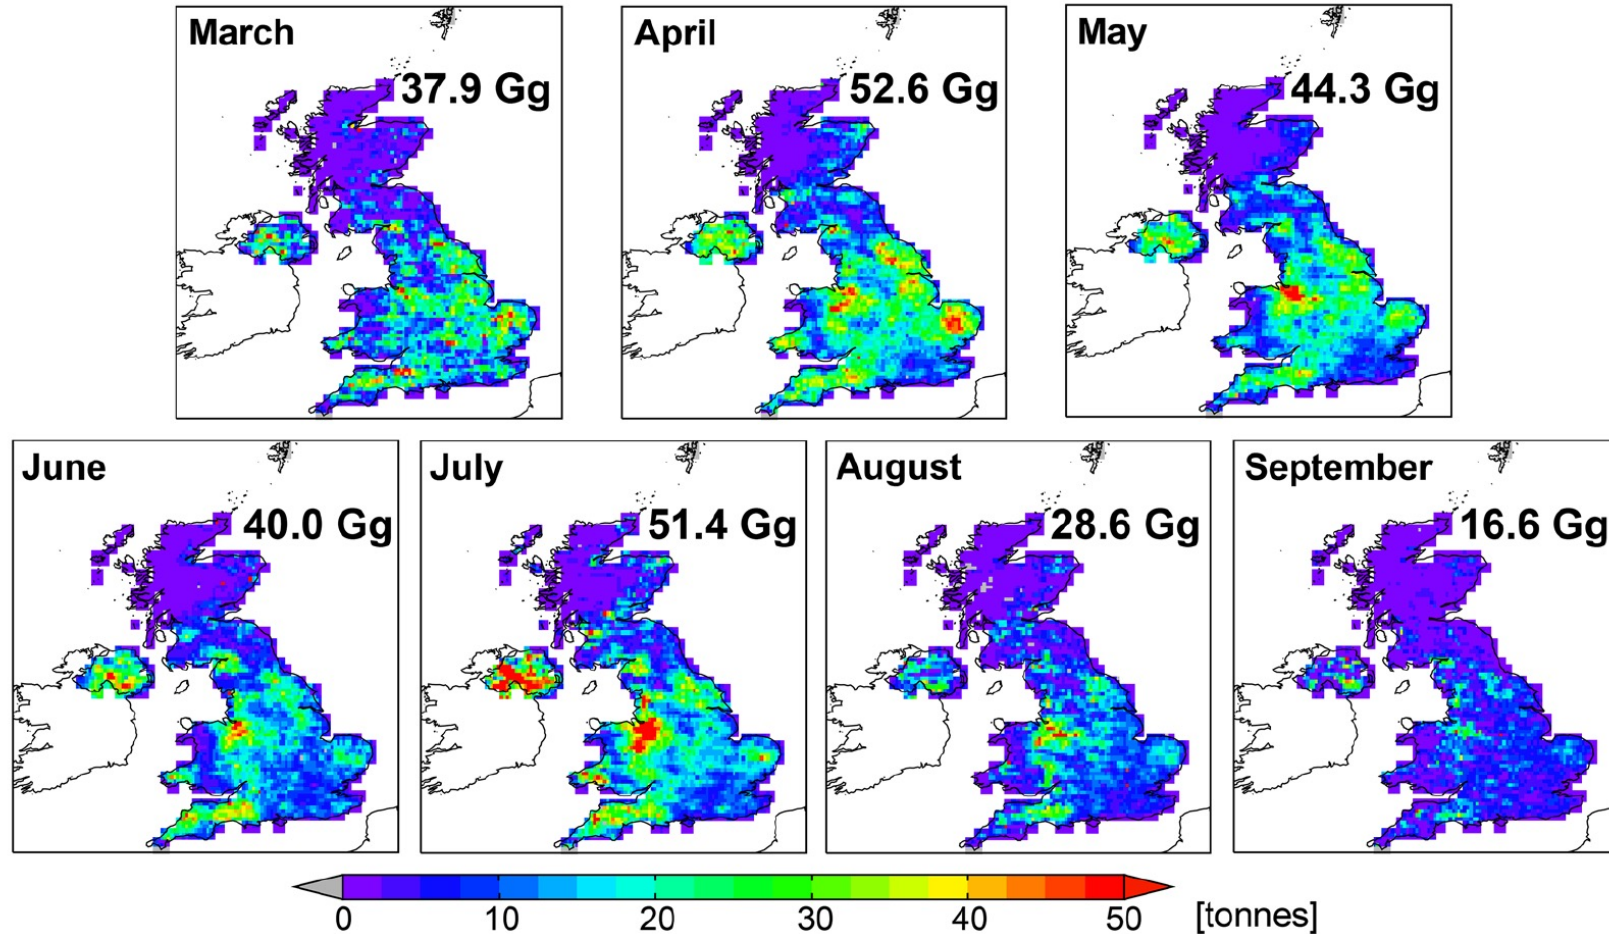 March
37.9 Gg
April
52.6 Gg
May
44.3 Gg
June
40.0 Gg
July
51.4 Gg
August
28.6 Gg
September
16.6 Gg
0 10 20 30 40 50 [tonnes]